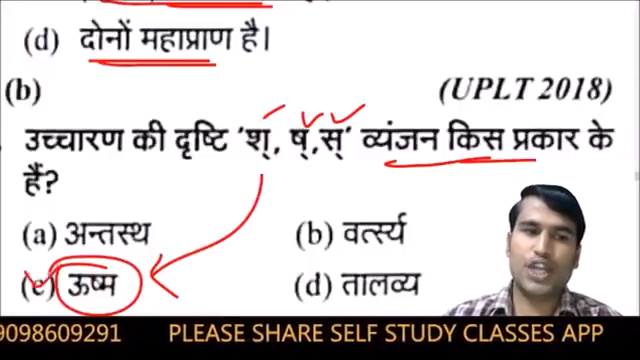 (d) दोनों महाप्राण है।
(b) (UPLT 2018)
उच्चारण की दृष्टि 'श्, ष्,स्' व्यंजन किस प्रकार के
हैं?
(a) अन्तस्थ (b) वर्त्स्य
(c) ऊष्म (d) तालव्य
9098609291 PLEASE SHARE SELF STUDY CLASSES APP